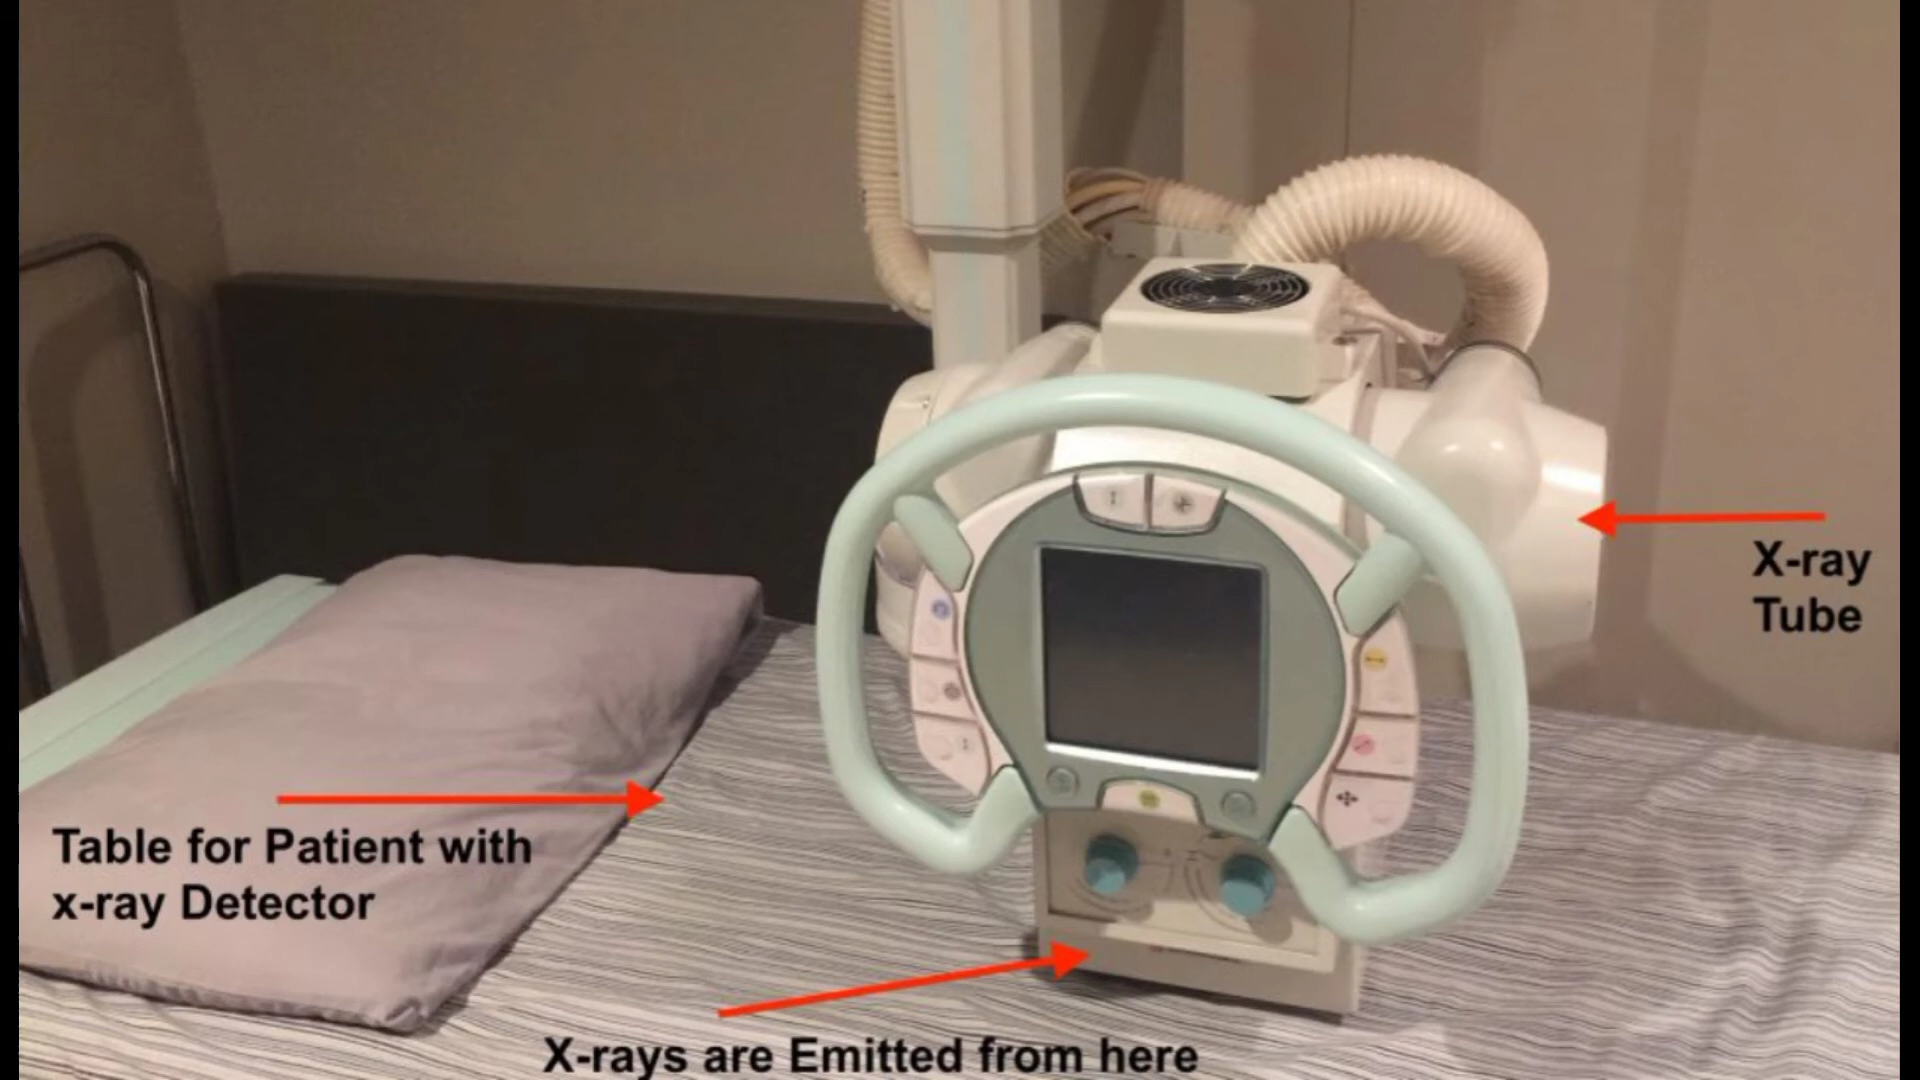 X-ray
Tube
Table for Patient with
x-ray Detector
X-rays are Emitted from here